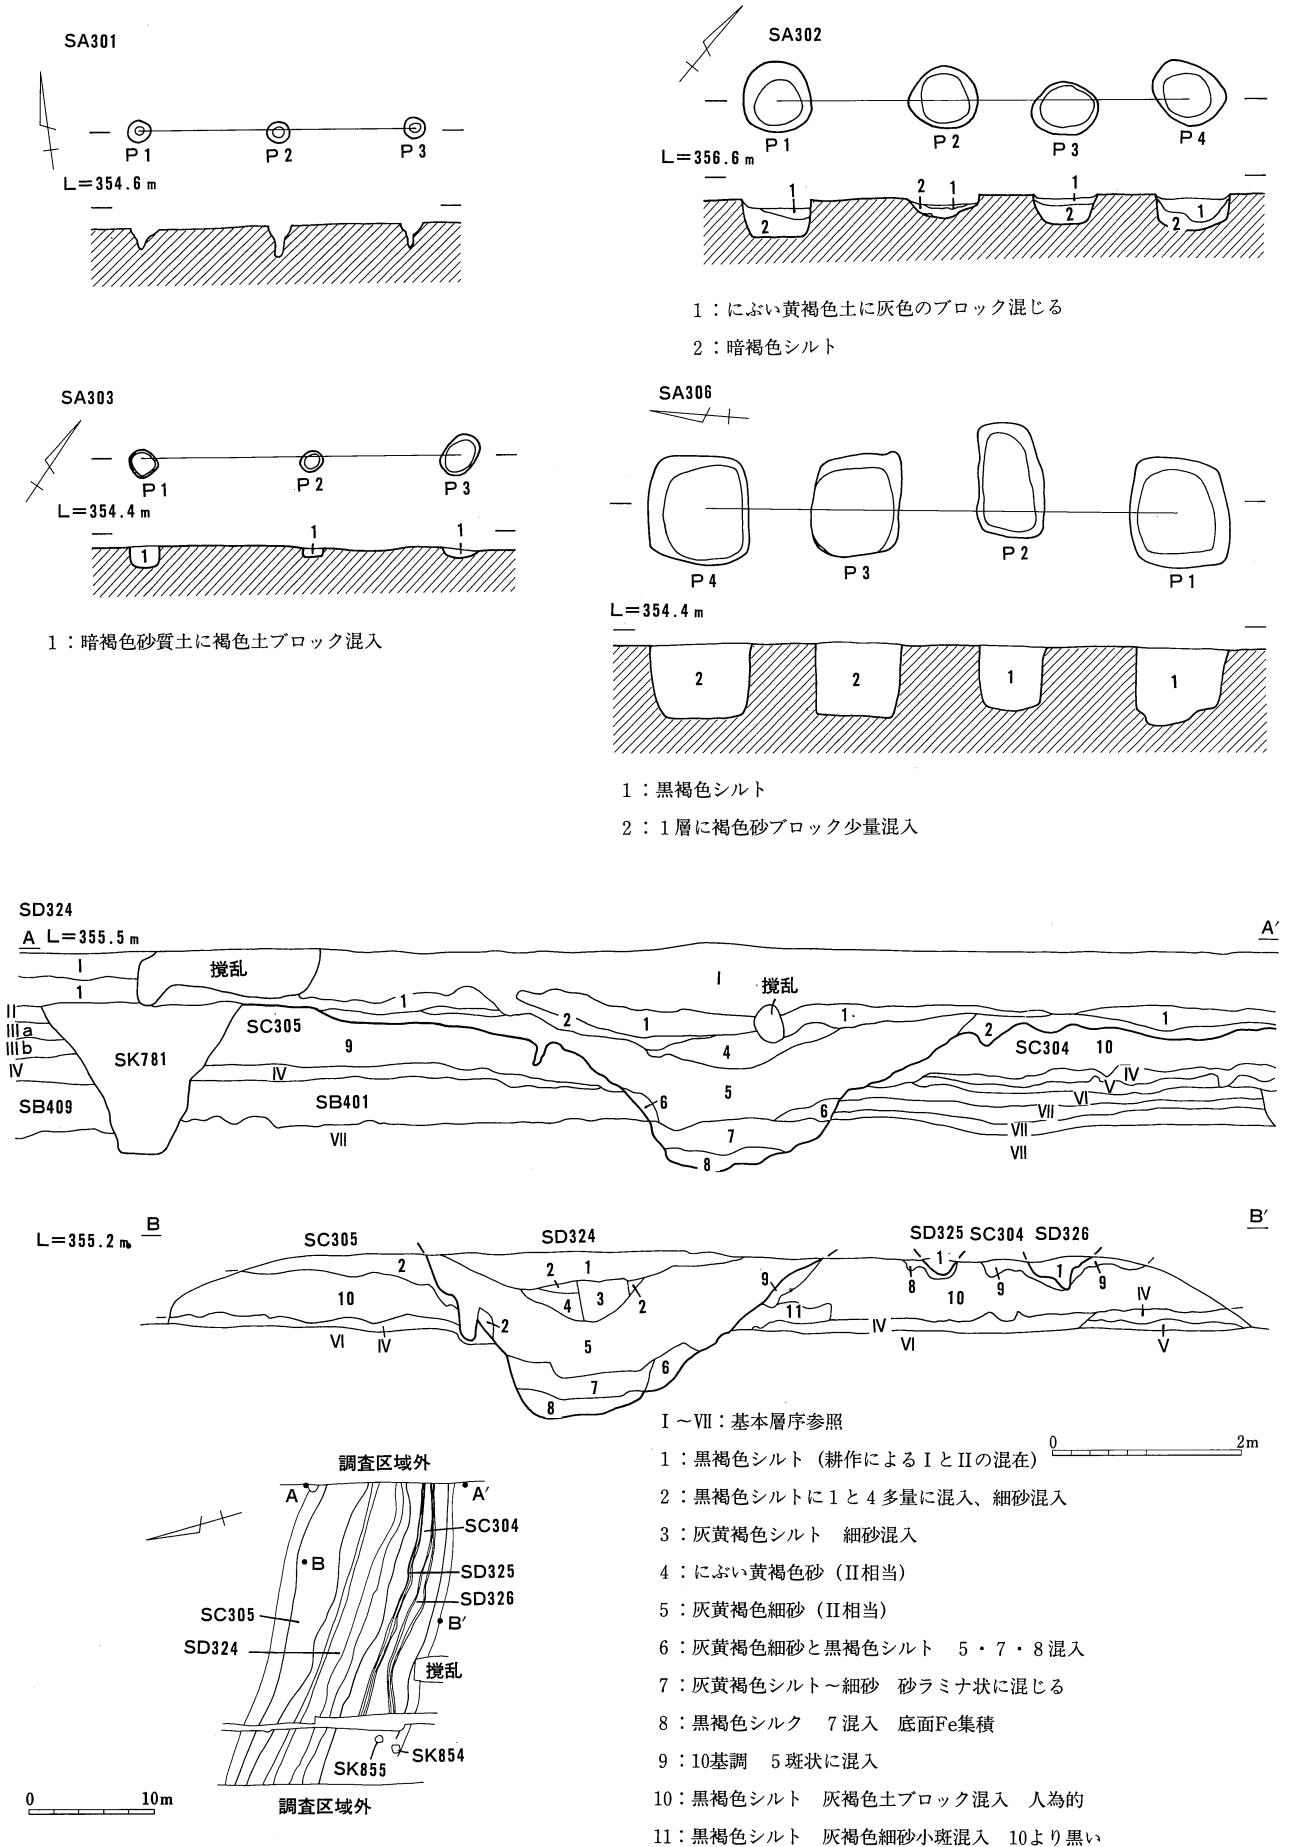 SA301
P1
P2
P3
L=354.6 m
SA302
P1
P2
P3
P4
L=356.6 m
1
2
2
1
1
2
1
2
1：にぶい黄褐色土に灰色のブロック混じる
2：暗褐色シルト
SA303
P1
P2
P3
L=354.4 m
1
1
1
1：暗褐色砂質土に褐色土ブロック混入
SA306
P4
P3
P2
P1
L=354.4 m
2
2
1
1
1：黒褐色シルト
2：1層に褐色砂ブロック少量混入
SD324
A L=355.5 m
A′
I
撹乱
I
撹乱
1
1
2
1
1
1
II
IIIa
IIIb
IV
SB409
SK781
SC305
9
IV
SB401
VII
4
5
6
6
7
8
2
SC304 10
IV
V
VI
VII
VII
VII
B
B′
L=355.2 m
SC305
SD324
SD325 SC304 SD326
2
10
VI
IV
2
2
1
4
3
2
5
6
7
8
9
11
8
1
9
1
9
10
IV
VI
IV
V
I～VII：基本層序参照
0 2m
1：黒褐色シルト（耕作によるIとIIの混在）
2：黒褐色シルトに1と4多量に混入、細砂混入
3：灰黄褐色シルト 細砂混入
4：にぶい黄褐色砂（II相当）
5：灰黄褐色細砂（II相当）
6：灰黄褐色細砂と黒褐色シルト 5・7・8混入
7：灰黄褐色シルト～細砂 砂ラミナ状に混じる
8：黒褐色シルク 7混入 底面Fe集積
9：10基調 5斑状に混入
10：黒褐色シルト 灰褐色土ブロック混入 人為的
11：黒褐色シルト 灰褐色細砂小斑混入 10より黒い
調査区域外
A
A′
SC304
B
SD325
SD326
SC305
B′
SD324
撹乱
SK854
SK855
0 10m
調査区域外